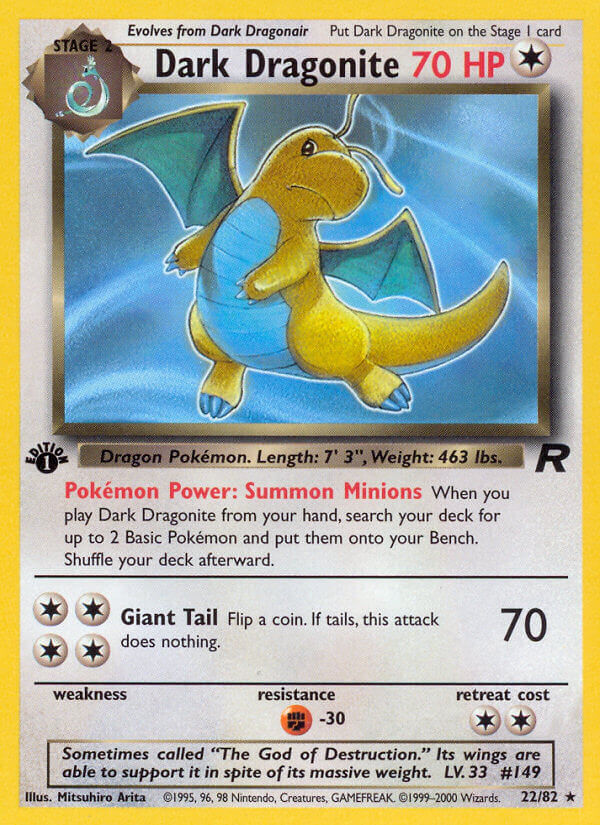 Evolves from Dark Dragonair Put Dark Dragonite on the Stage 1 card
STAGE 2
Dark Dragonite 70 HP
EDITION
1
Dragon Pokémon. Length: 7' 3", Weight: 463 lbs.
R
Pokémon Power: Summon Minions When you
play Dark Dragonite from your hand, search your deck for
up to 2 Basic Pokémon and put them onto your Bench.
Shuffle your deck afterward.
Giant Tail Flip a coin. If tails, this attack
does nothing.
70
weakness resistance retreat cost
-30
Sometimes called “The God of Destruction.” Its wings are
able to support it in spite of its massive weight. LV. 33 #149
Illus. Mitsuhiro Arita ©1995, 96, 98 Nintendo, Creatures, GAMEFREAK. ©1999–2000 Wizards. 22/82 ★